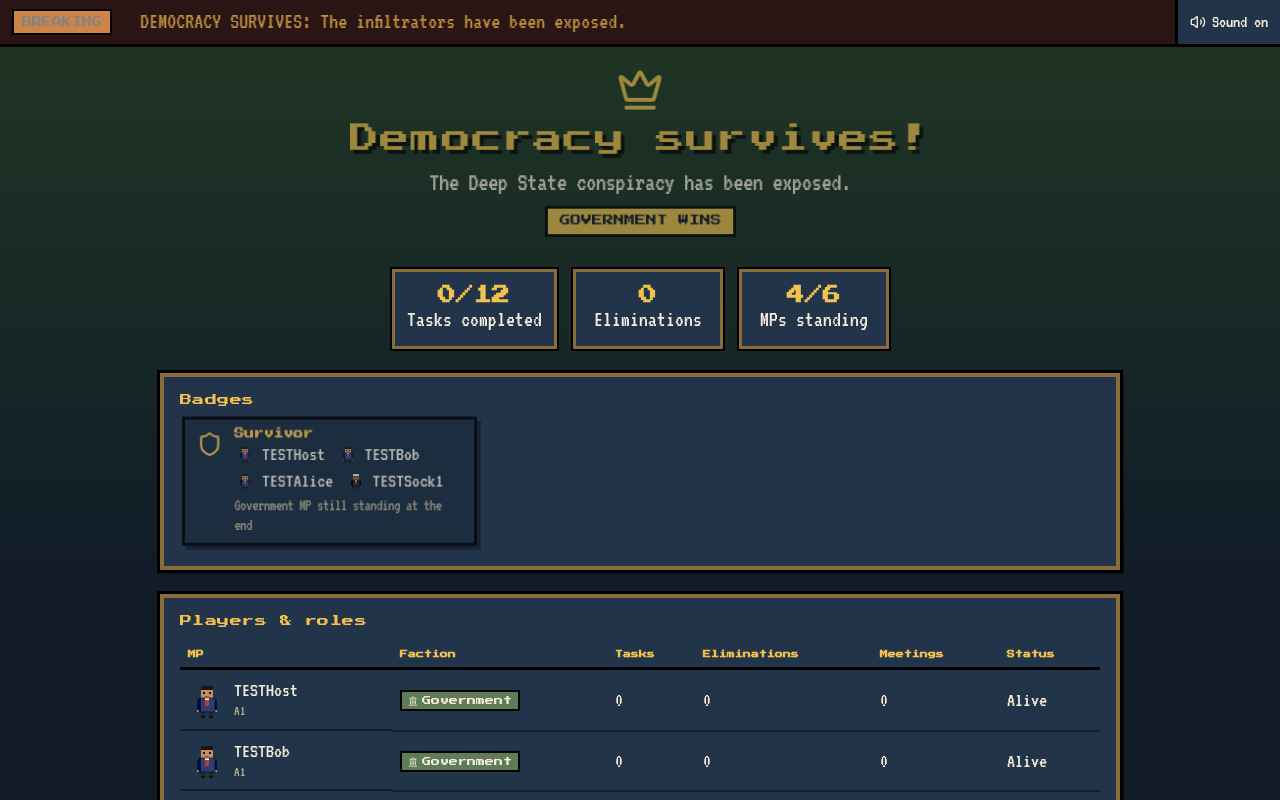 BREAKING DEMOCRACY SURVIVES: The infiltrators have been exposed. Sound on
Democracy survives!
The Deep State conspiracy has been exposed.
GOVERNMENT WINS
0/12 0 4/6
Tasks completed Eliminations MPs standing
Badges
Survivor
TESTHost TESTBob
TESTAlice TESTSock1
Government MP still standing at the
end
Players & roles
MP Faction Tasks Eliminations Meetings Status
TESTHost
A1
Government 0 0 0 Alive
TESTBob
A1
Government 0 0 0 Alive